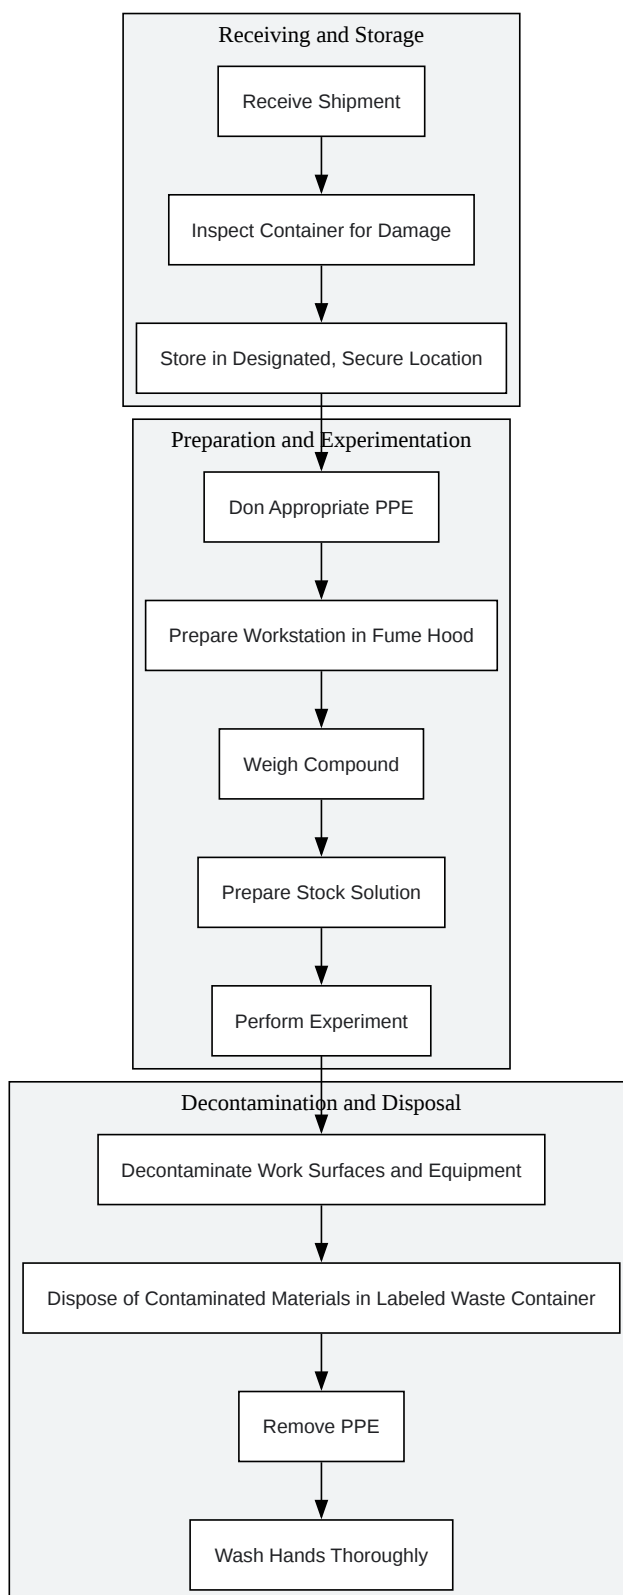 Receiving and Storage
Receive Shipment
Inspect Container for Damage
Store in Designated, Secure Location
Preparation and Experimentation
Don Appropriate PPE
Prepare Workstation in Fume Hood
Weigh Compound
Prepare Stock Solution
Perform Experiment
Decontamination and Disposal
Decontaminate Work Surfaces and Equipment
Dispose of Contaminated Materials in Labeled Waste Container
Remove PPE
Wash Hands Thoroughly